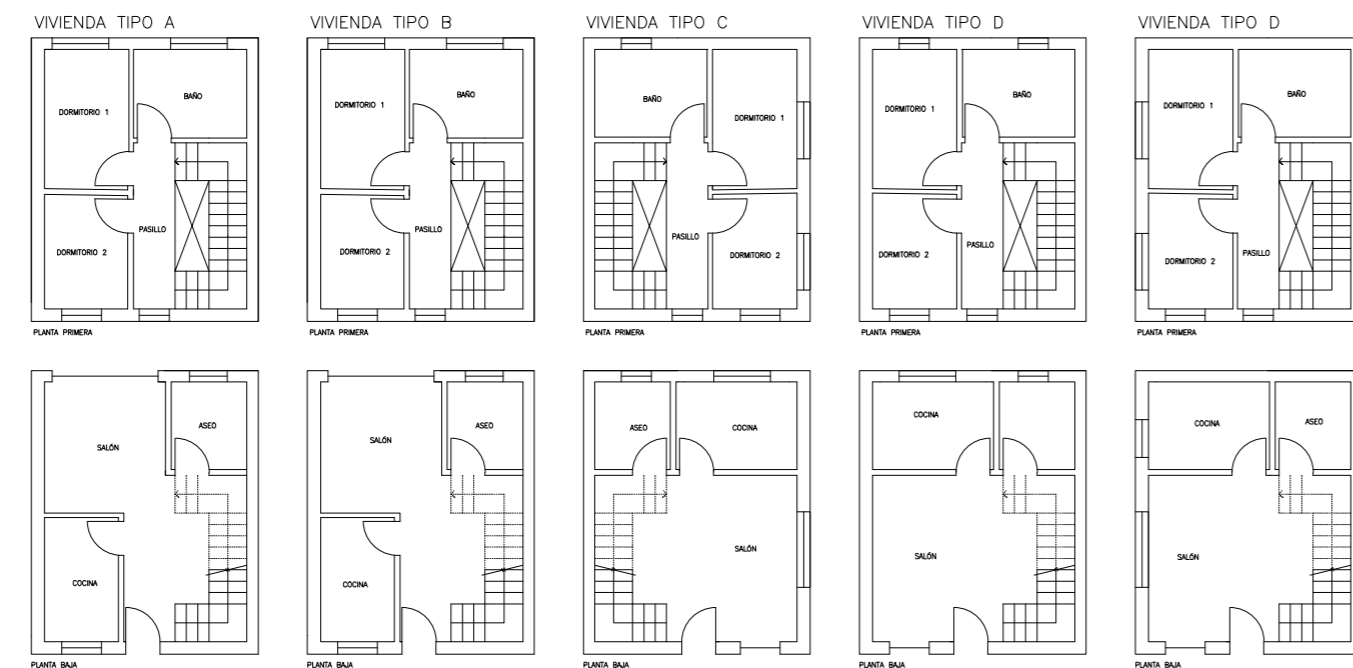 VIVIENDA TIPO A
VIVIENDA TIPO B
VIVIENDA TIPO C
VIVIENDA TIPO D
VIVIENDA TIPO D
DORMITORIO 1
BAÑO
PASILLO
DORMITORIO 2
PLANTA PRIMERA
DORMITORIO 1
BAÑO
PASILLO
DORMITORIO 2
PLANTA PRIMERA
BAÑO
DORMITORIO 1
PASILLO
DORMITORIO 2
PLANTA PRIMERA
DORMITORIO 1
BAÑO
PASILLO
DORMITORIO 2
PLANTA PRIMERA
DORMITORIO 1
BAÑO
PASILLO
DORMITORIO 2
PLANTA PRIMERA
ASEO
SALÓN
COCINA
PLANTA BAJA
ASEO
SALÓN
COCINA
PLANTA BAJA
ASEO
COCINA
SALÓN
PLANTA BAJA
COCINA
SALÓN
PLANTA BAJA
COCINA
ASEO
SALÓN
PLANTA BAJA